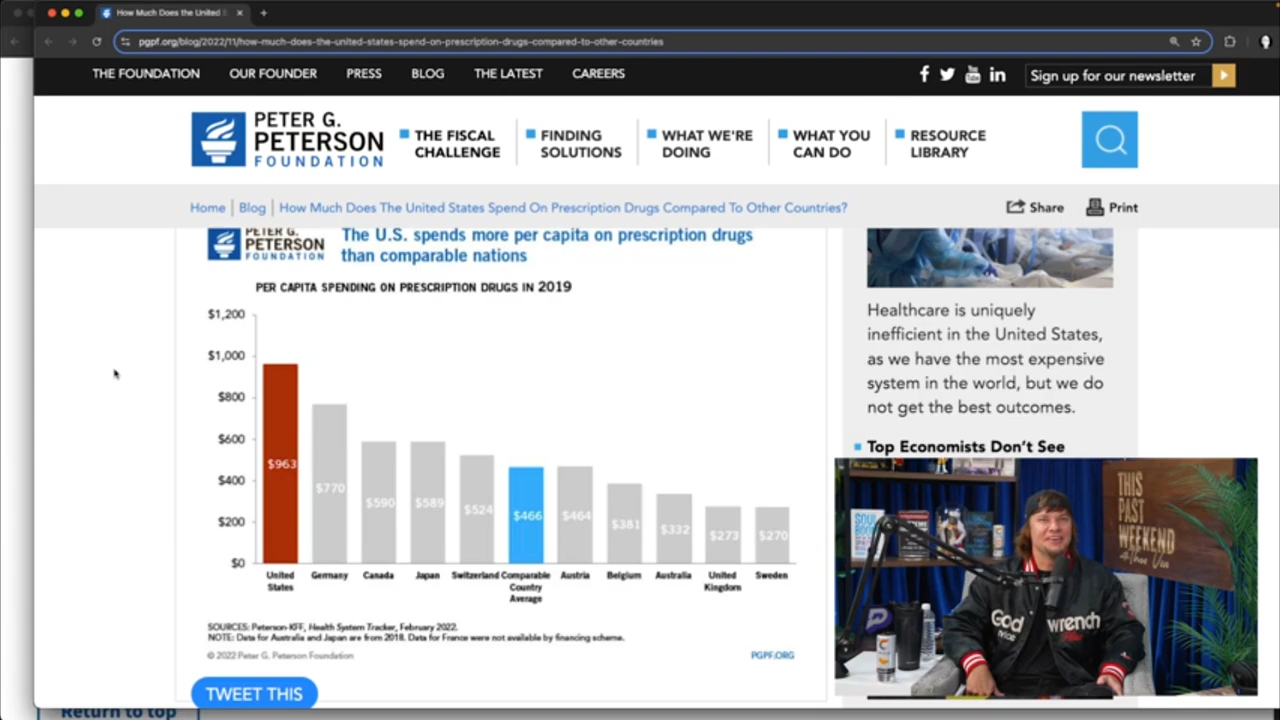 How Much Does the United
pgpf.org/blog/2022/11/how-much-does-the-united-states-spend-on-prescription-drugs-compared-to-other-countries
THE FOUNDATION OUR FOUNDER PRESS BLOG THE LATEST CAREERS
Sign up for our newsletter
PETER G.
PETERSON
FOUNDATION
THE FISCAL
CHALLENGE
FINDING
SOLUTIONS
WHAT WE'RE
DOING
WHAT YOU
CAN DO
RESOURCE
LIBRARY
Home | Blog | How Much Does The United States Spend On Prescription Drugs Compared To Other Countries?
Share Print
PETER G.
PETERSON
FOUNDATION
The U.S. spends more per capita on prescription drugs
than comparable nations
PER CAPITA SPENDING ON PRESCRIPTION DRUGS IN 2019
$1,200
$1,000
$800
$600
$400
$200
$0
$963
$770
$590
$589
$524
$466
$464
$381
$332
$273
$270
United
States
Germany
Canada
Japan
Switzerland
Comparable
Country
Average
Austria
Belgium
Australia
United
Kingdom
Sweden
SOURCES: Peterson-KFF, Health System Tracker, February 2022.
NOTE: Data for Australia and Japan are from 2018. Data for France were not available by financing scheme.
© 2022 Peter G. Peterson Foundation
PGPF.ORG
TWEET THIS
Return to top
Healthcare is uniquely
inefficient in the United States,
as we have the most expensive
system in the world, but we do
not get the best outcomes.
Top Economists Don't See
THIS
PAST
WEEKEND
God
wrench